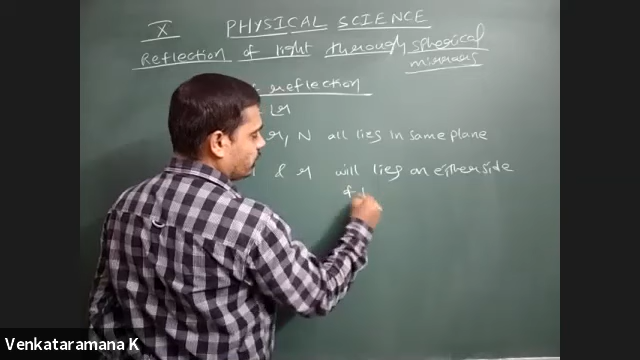 X PHYSICAL SCIENCE
Reflection of light through spherical
mirrors
reflection
= Lr
r, N all lies in same plane
& r will lies on either side
of
Venkataramana K